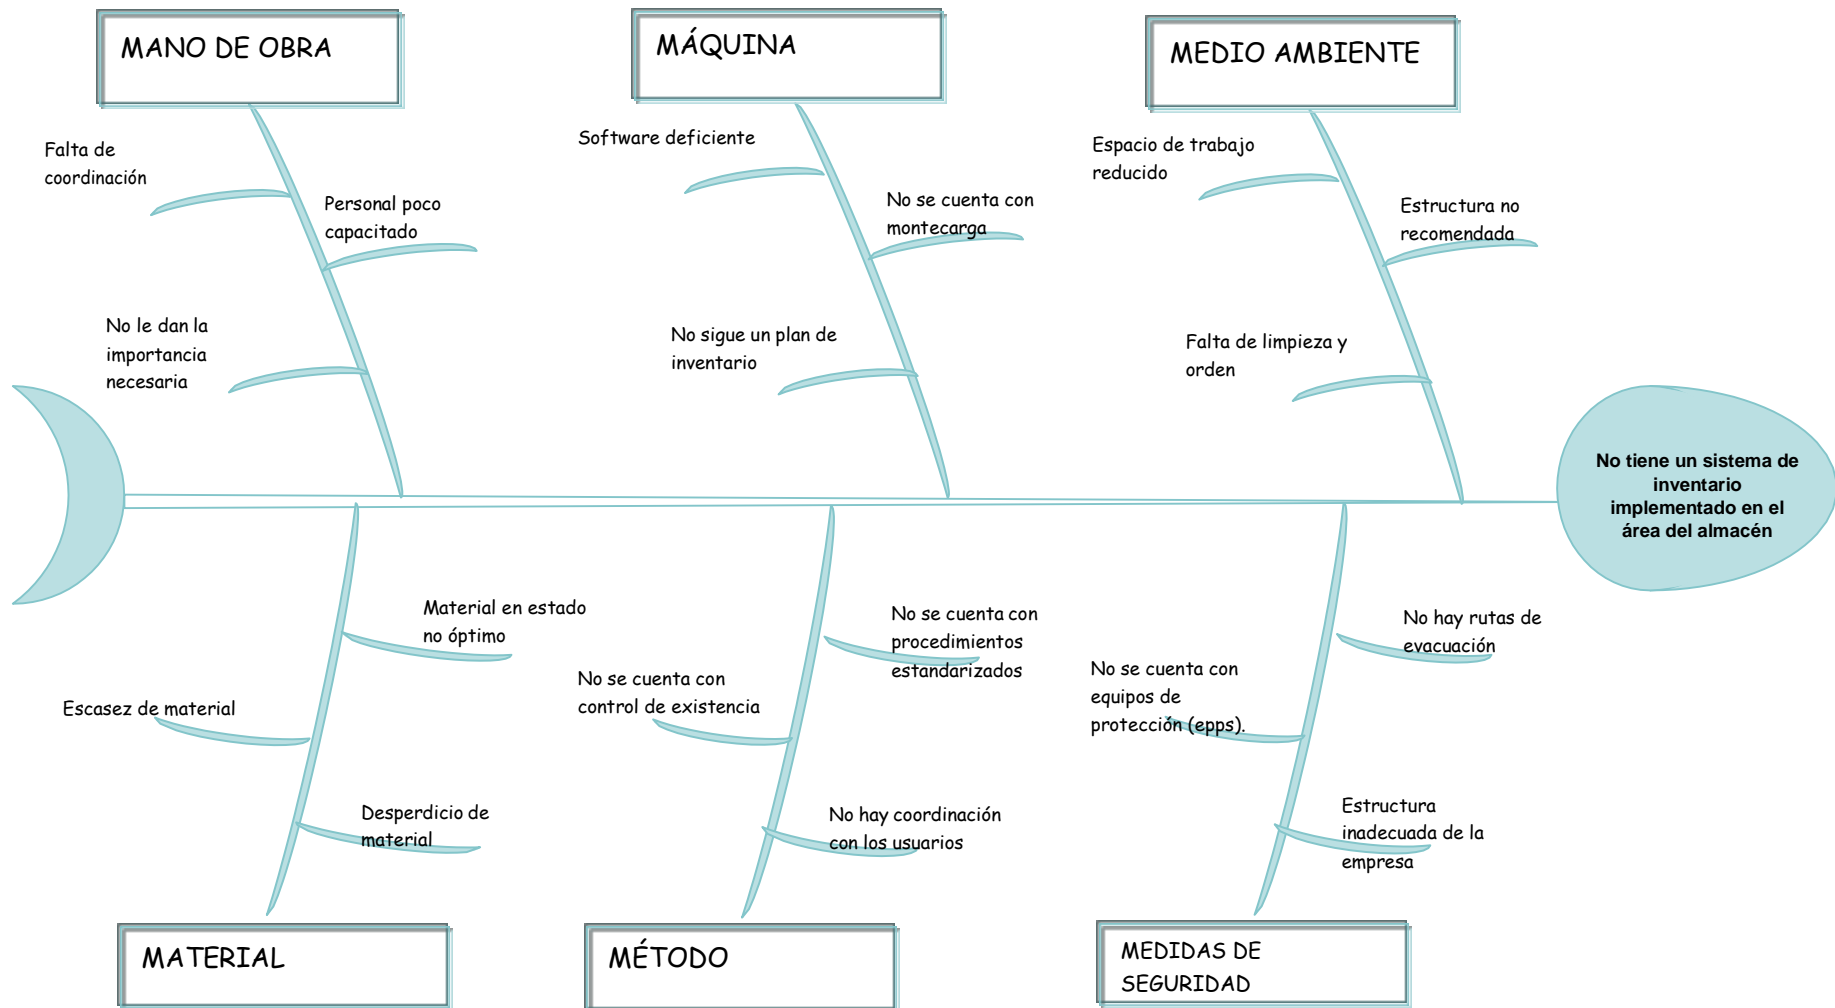 MANO DE OBRA
MÁQUINA
MEDIO AMBIENTE
Falta de
coordinación
Personal poco
capacitado
No le dan la
importancia
necesaria
Software deficiente
No se cuenta con
montecarga
No sigue un plan de
inventario
Espacio de trabajo
reducido
Estructura no
recomendada
Falta de limpieza y
orden
No tiene un sistema de
inventario
implementado en el
área del almacén
Material en estado
no óptimo
Escasez de material
Desperdicio de
material
No se cuenta con
procedimientos
estandarizados
No se cuenta con
control de existencia
No hay coordinación
con los usuarios
No hay rutas de
evacuación
No se cuenta con
equipos de
protección (epps).
Estructura
inadecuada de la
empresa
MATERIAL
MÉTODO
MEDIDAS DE
SEGURIDAD